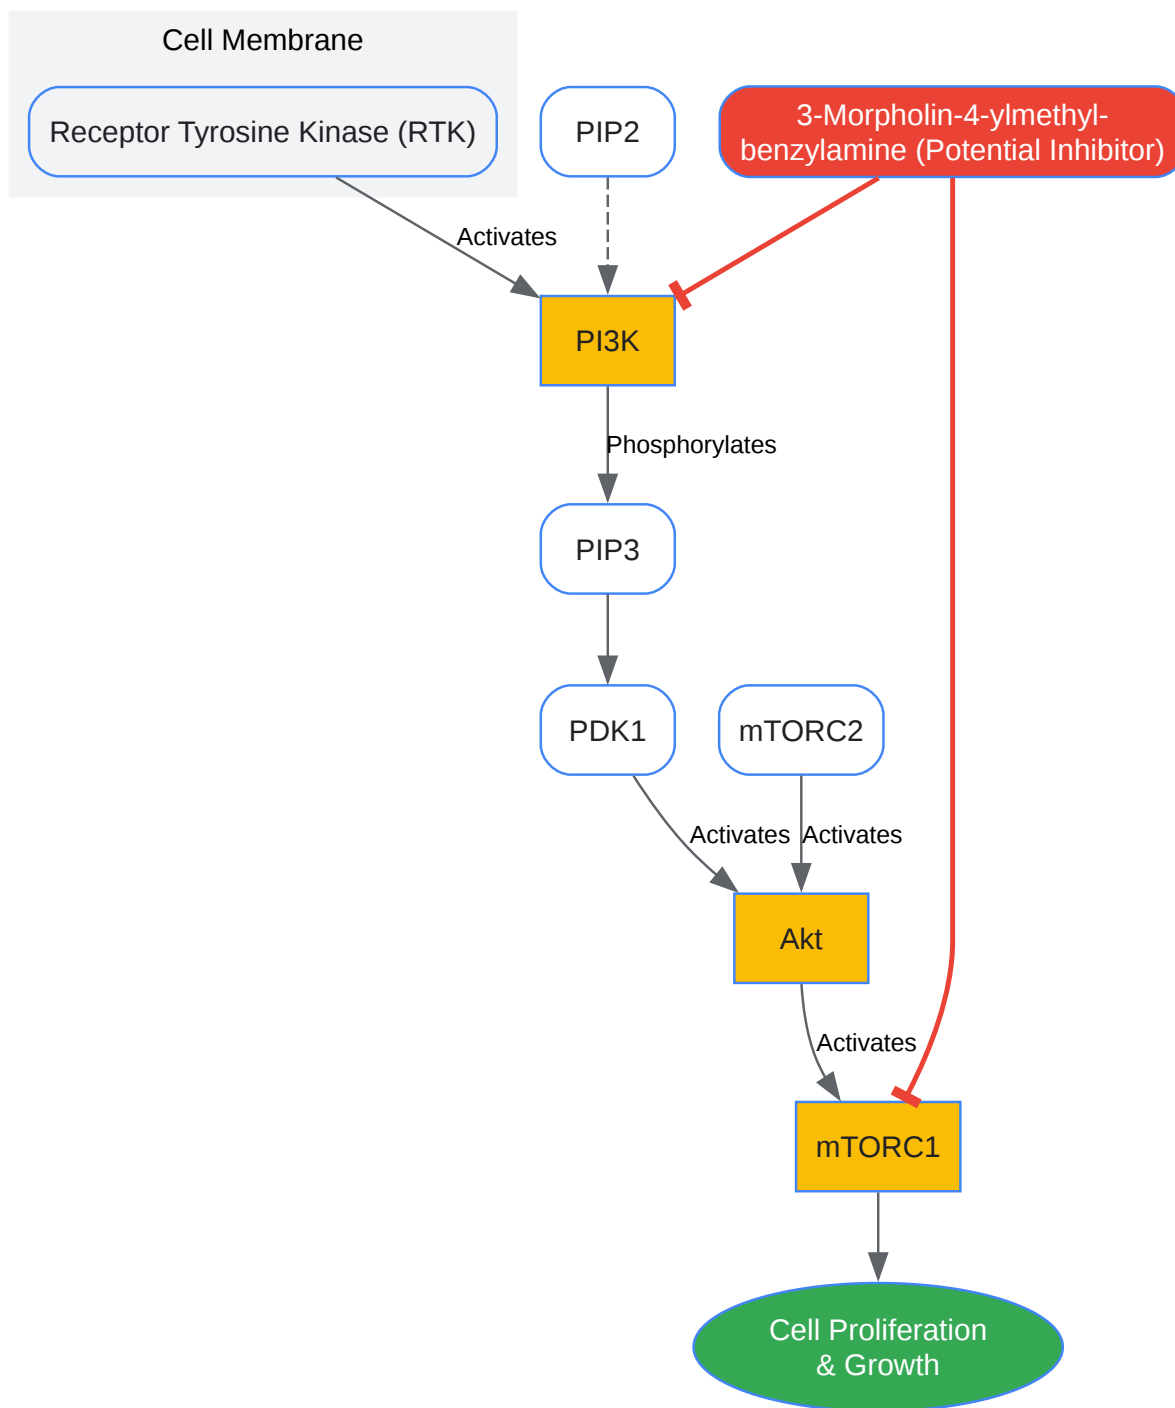 Cell Membrane
Receptor Tyrosine Kinase (RTK)
PIP2
3-Morpholin-4-ylmethyl-
benzylamine (Potential Inhibitor)
Activates
PI3K
Phosphorylates
PIP3
PDK1
mTORC2
Activates
Activates
Akt
Activates
mTORC1
Cell Proliferation
& Growth